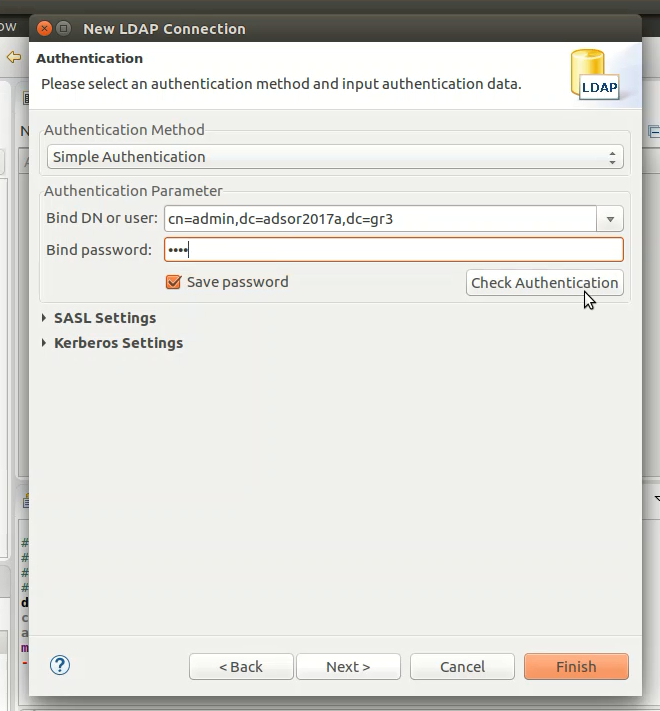 ow
New LDAP Connection
Authentication
Please select an authentication method and input authentication data.
LDAP
Authentication Method
Simple Authentication
Authentication Parameter
Bind DN or user: cn=admin,dc=adsor2017a,dc=gr3
Bind password: ••••
Save password
Check Authentication
SASL Settings
Kerberos Settings
#
#
#
#
d
c
a
m
-
? < Back Next > Cancel Finish